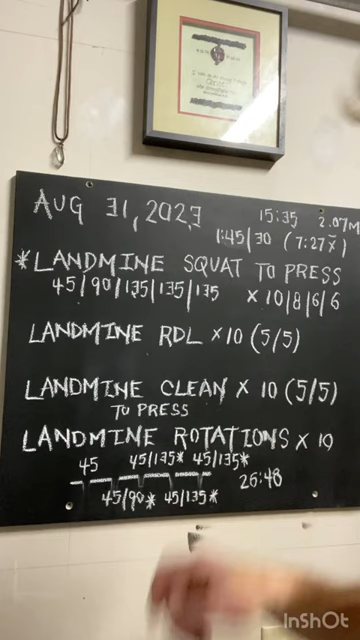 AUG 31, 2023
15:35 2.07M
1:45/30 (7:27x̄)
*LANDMINE SQUAT TO PRESS
45/90/135/135/135 × 10/8/6/6
LANDMINE RDL × 10 (5/5)
LANDMINE CLEAN × 10 (5/5)
TO PRESS
LANDMINE ROTATIONS × 10
45 45/135* 45/135*
45/90* 45/135*
26:48
InShOt